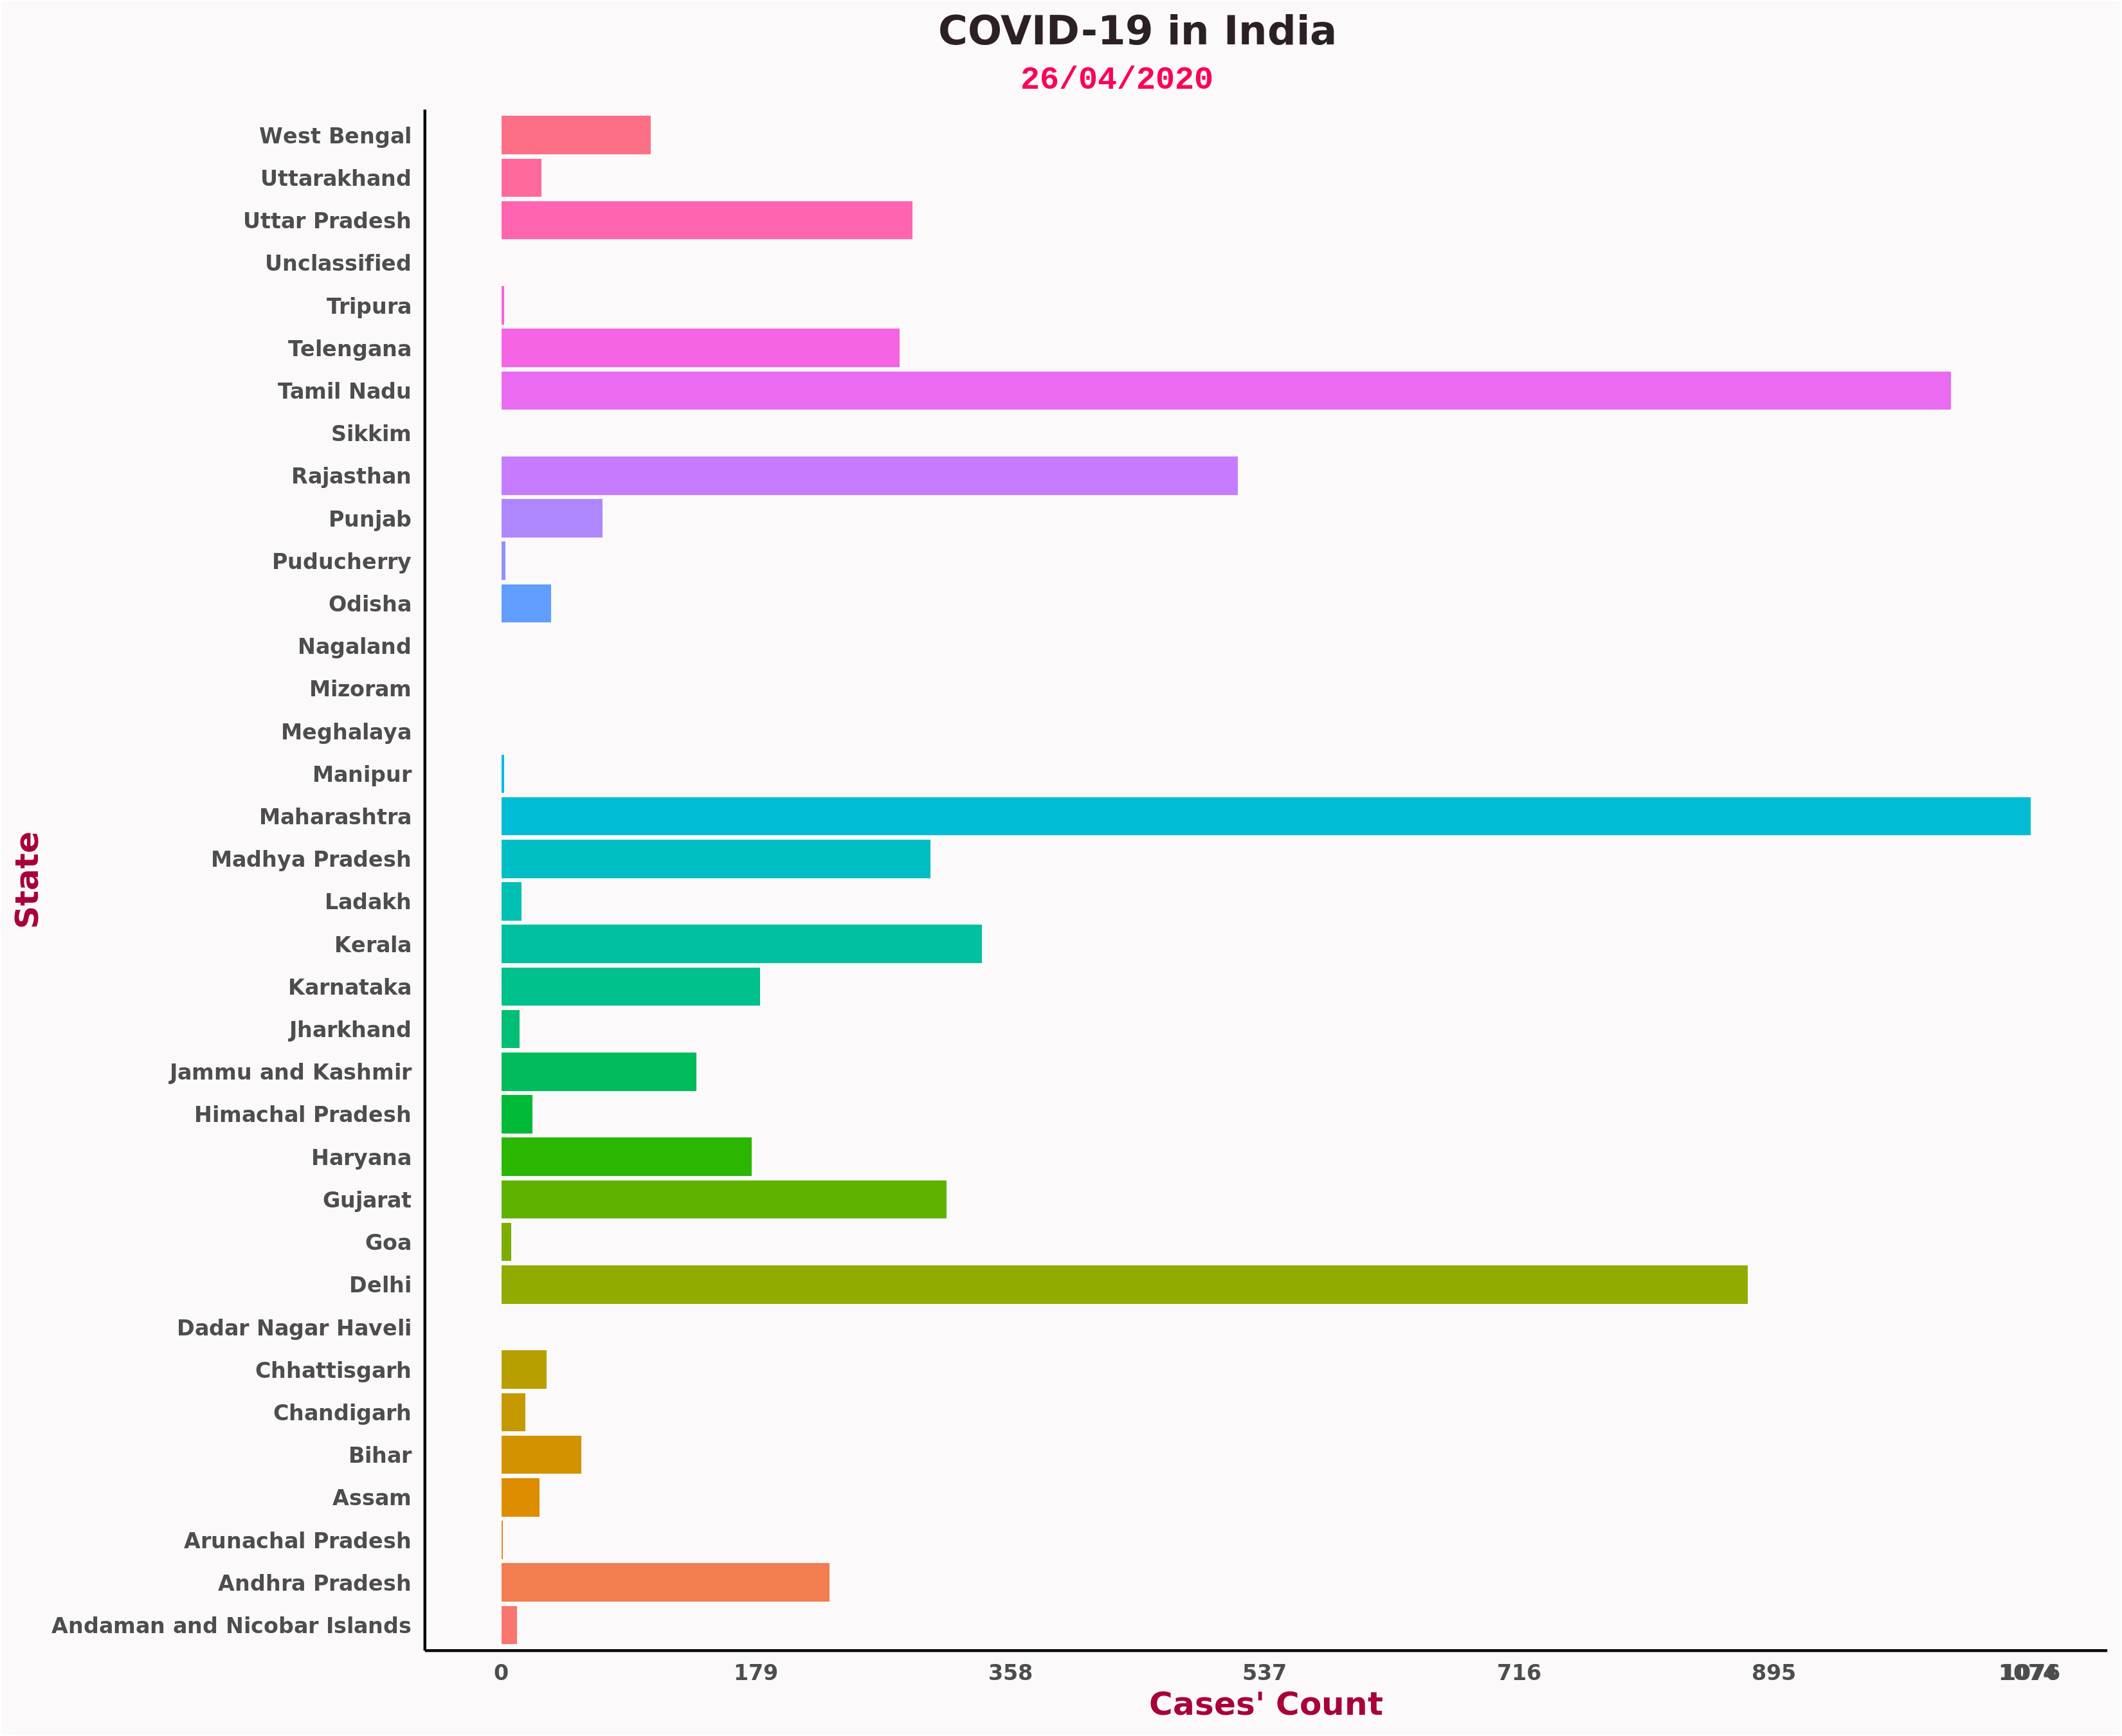 COVID-19 in India
26/04/2020
West Bengal
Uttarakhand
Uttar Pradesh
Unclassified
Tripura
Telengana
Tamil Nadu
Sikkim
Rajasthan
Punjab
Puducherry
Odisha
Nagaland
Mizoram
Meghalaya
Manipur
Maharashtra
Madhya Pradesh
Ladakh
Kerala
Karnataka
Jharkhand
Jammu and Kashmir
Himachal Pradesh
Haryana
Gujarat
Goa
Delhi
Dadar Nagar Haveli
Chhattisgarh
Chandigarh
Bihar
Assam
Arunachal Pradesh
Andhra Pradesh
Andaman and Nicobar Islands
State
0 179 358 537 716 895 1074 1076
Cases' Count